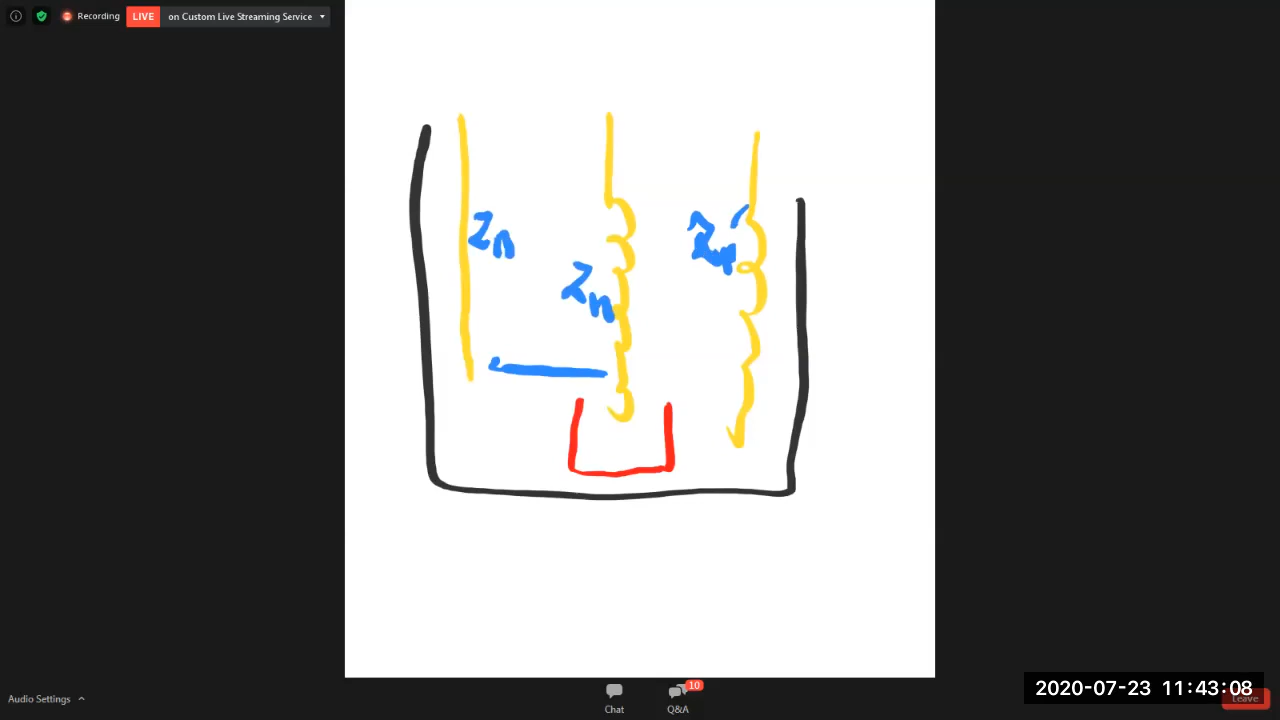 Recording LIVE on Custom Live Streaming Service
Zn
Zn
Audio Settings
Chat
Q&A
10
2020-07-23 11:43:08
Leave